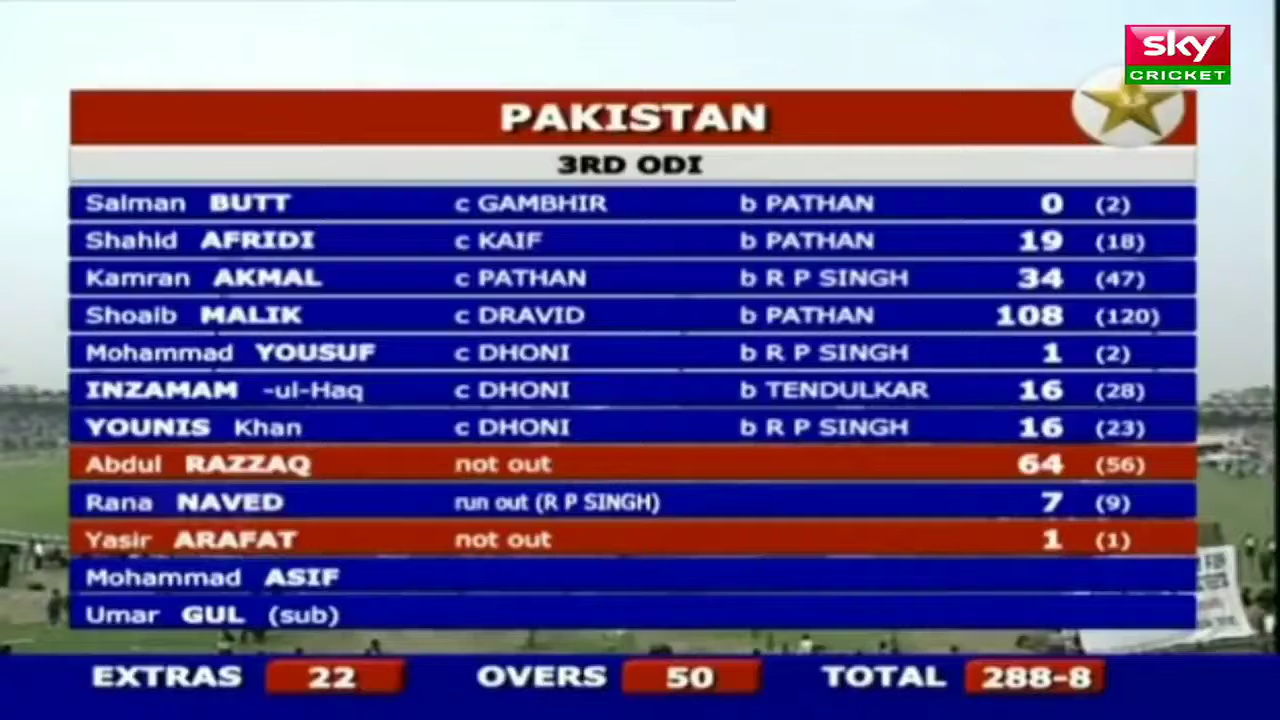 sky
CRICKET
PAKISTAN
3RD ODI
Salman BUTT c GAMBHIR b PATHAN 0 (2)
Shahid AFRIDI c KAIF b PATHAN 19 (18)
Kamran AKMAL c PATHAN b R P SINGH 34 (47)
Shoaib MALIK c DRAVID b PATHAN 108 (120)
Mohammad YOUSUF c DHONI b R P SINGH 1 (2)
INZAMAM -ul-Haq c DHONI b TENDULKAR 16 (28)
YOUNIS Khan c DHONI b R P SINGH 16 (23)
Abdul RAZZAQ not out 64 (56)
Rana NAVED run out (R P SINGH) 7 (9)
Yasir ARAFAT not out 1 (1)
Mohammad ASIF
Umar GUL (sub)
FOR
EXTRAS 22 OVERS 50 TOTAL 288-8